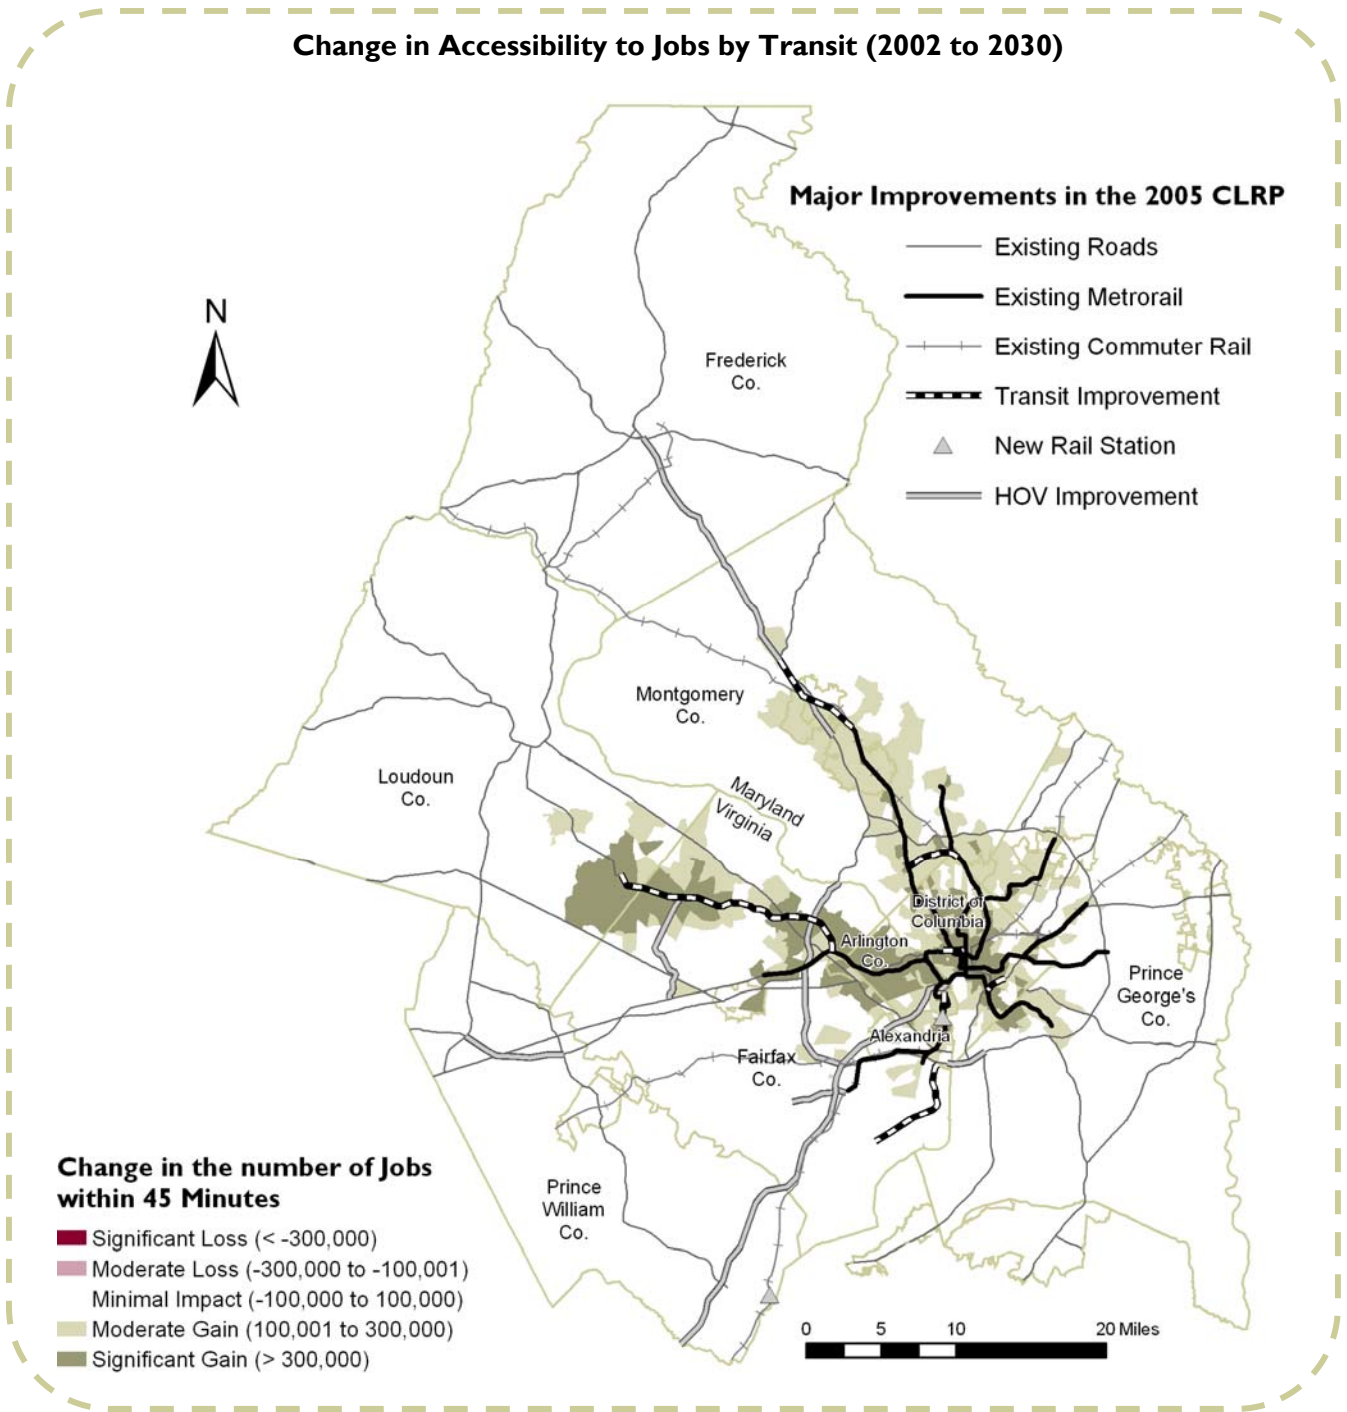 Change in Accessibility to Jobs by Transit (2002 to 2030)
Major Improvements in the 2005 CLRP
Existing Roads
Existing Metrorail
Existing Commuter Rail
Transit Improvement
New Rail Station
HOV Improvement
N
Frederick
Co.
Montgomery
Co.
Loudoun
Co.
Maryland
Virginia
District of
Columbia
Arlington
Co.
Prince
George's
Co.
Alexandria
Fairfax
Co.
Prince
William
Co.
Change in the number of Jobs
within 45 Minutes
Significant Loss (< -300,000)
Moderate Loss (-300,000 to -100,001)
Minimal Impact (-100,000 to 100,000)
Moderate Gain (100,001 to 300,000)
Significant Gain (> 300,000)
0 5 10 20 Miles